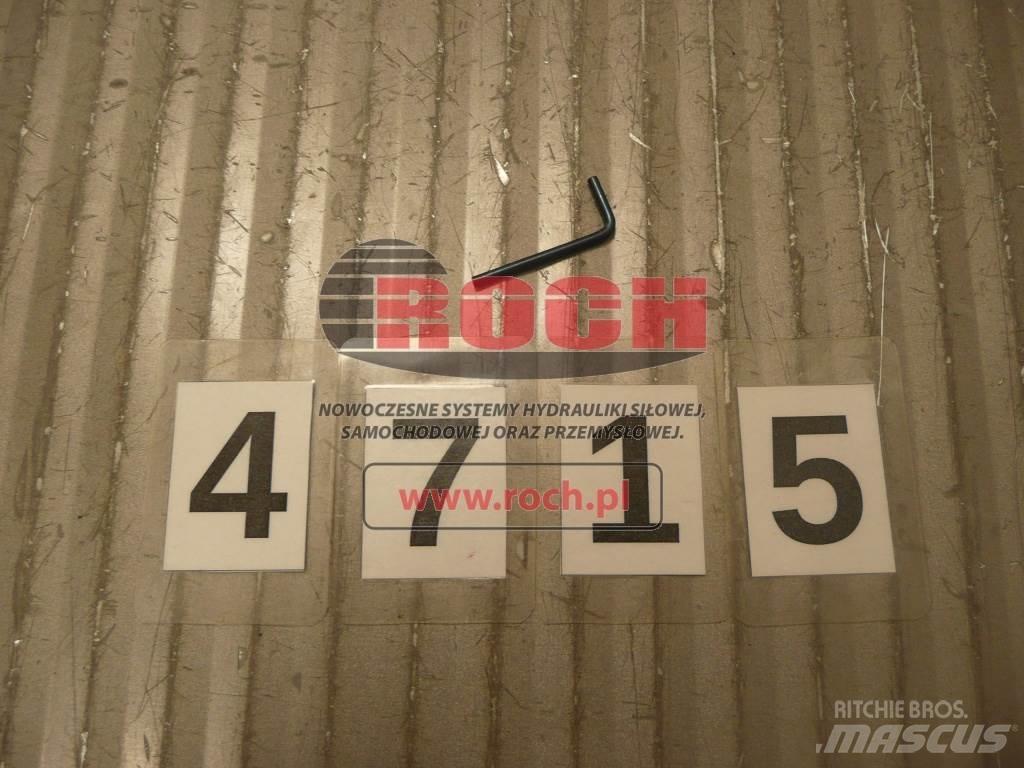 ROCH
NOWOCZESNE SYSTEMY HYDRAULIKI SIŁOWEJ,
SAMOCHODOWEJ ORAZ PRZEMYSŁOWEJ.
4 7 1 5
www.roch.pl
RITCHIE BROS.
MASCUS